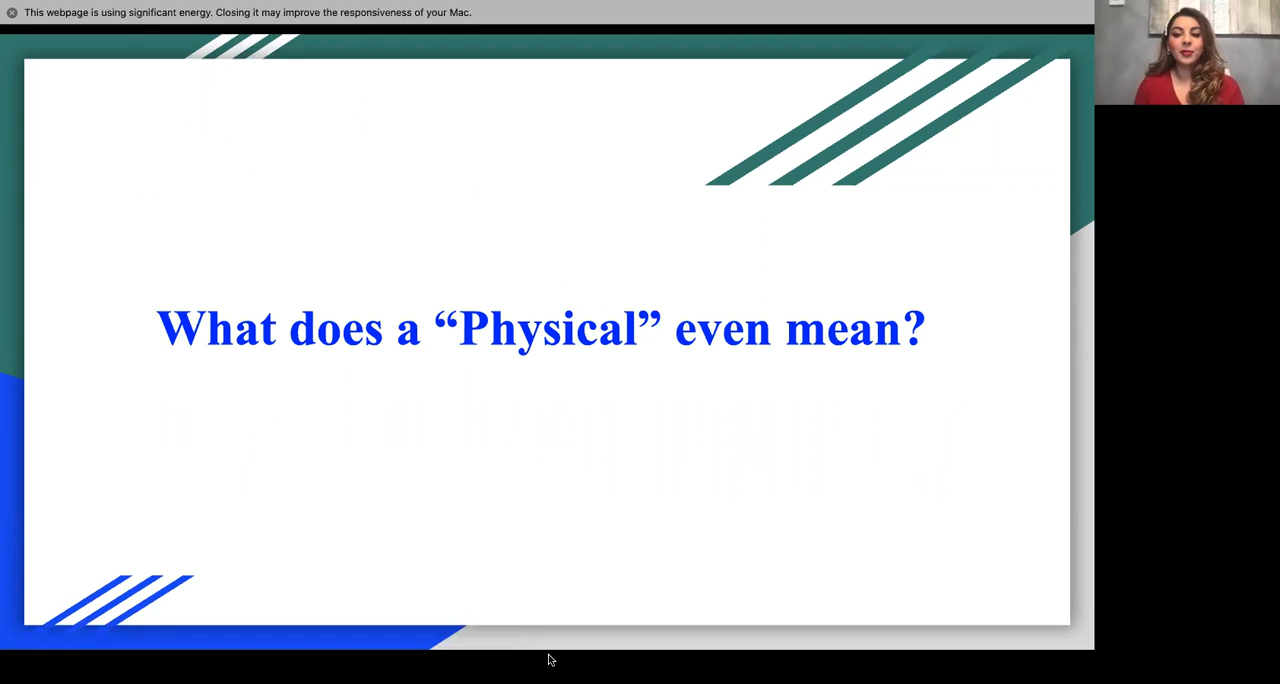 This webpage is using significant energy. Closing it may improve the responsiveness of your Mac.
What does a “Physical” even mean?